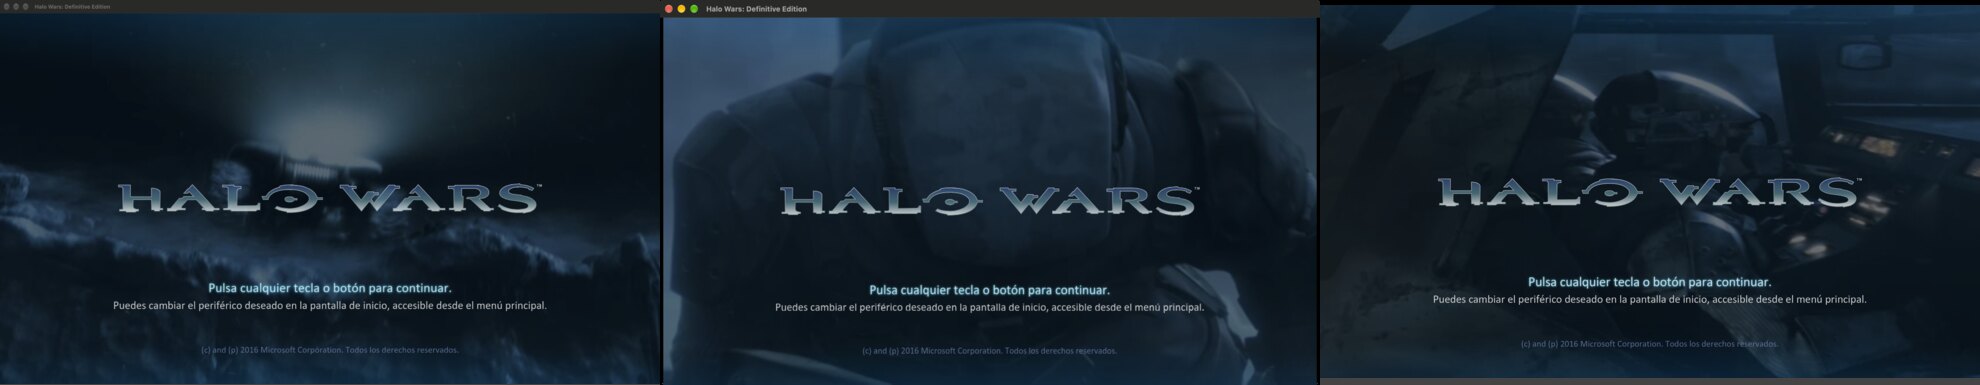 Halo Wars: Definitive Edition
HALO WARS™
Pulsa cualquier tecla o botón para continuar.
Puedes cambiar el periférico deseado en la pantalla de inicio, accesible desde el menú principal.
(c) and (p) 2016 Microsoft Corporation. Todos los derechos reservados.
Halo Wars: Definitive Edition
HALO WARS™
Pulsa cualquier tecla o botón para continuar.
Puedes cambiar el periférico deseado en la pantalla de inicio, accesible desde el menú principal.
(c) and (p) 2016 Microsoft Corporation. Todos los derechos reservados.
HALO WARS™
Pulsa cualquier tecla o botón para continuar.
Puedes cambiar el periférico deseado en la pantalla de inicio, accesible desde el menú principal.
(c) and (p) 2016 Microsoft Corporation. Todos los derechos reservados.